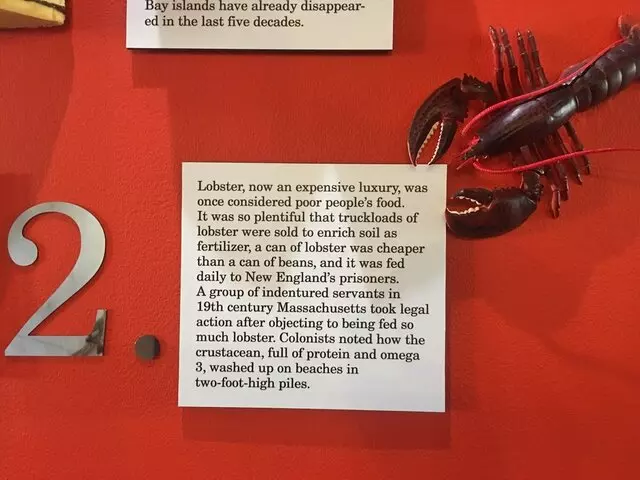 Bay islands have already disappear-
ed in the last five decades.
2.
Lobster, now an expensive luxury, was
once considered poor people's food.
It was so plentiful that truckloads of
lobster were sold to enrich soil as
fertilizer, a can of lobster was cheaper
than a can of beans, and it was fed
daily to New England's prisoners.
A group of indentured servants in
19th century Massachusetts took legal
action after objecting to being fed so
much lobster. Colonists noted how the
crustacean, full of protein and omega
3, washed up on beaches in
two-foot-high piles.